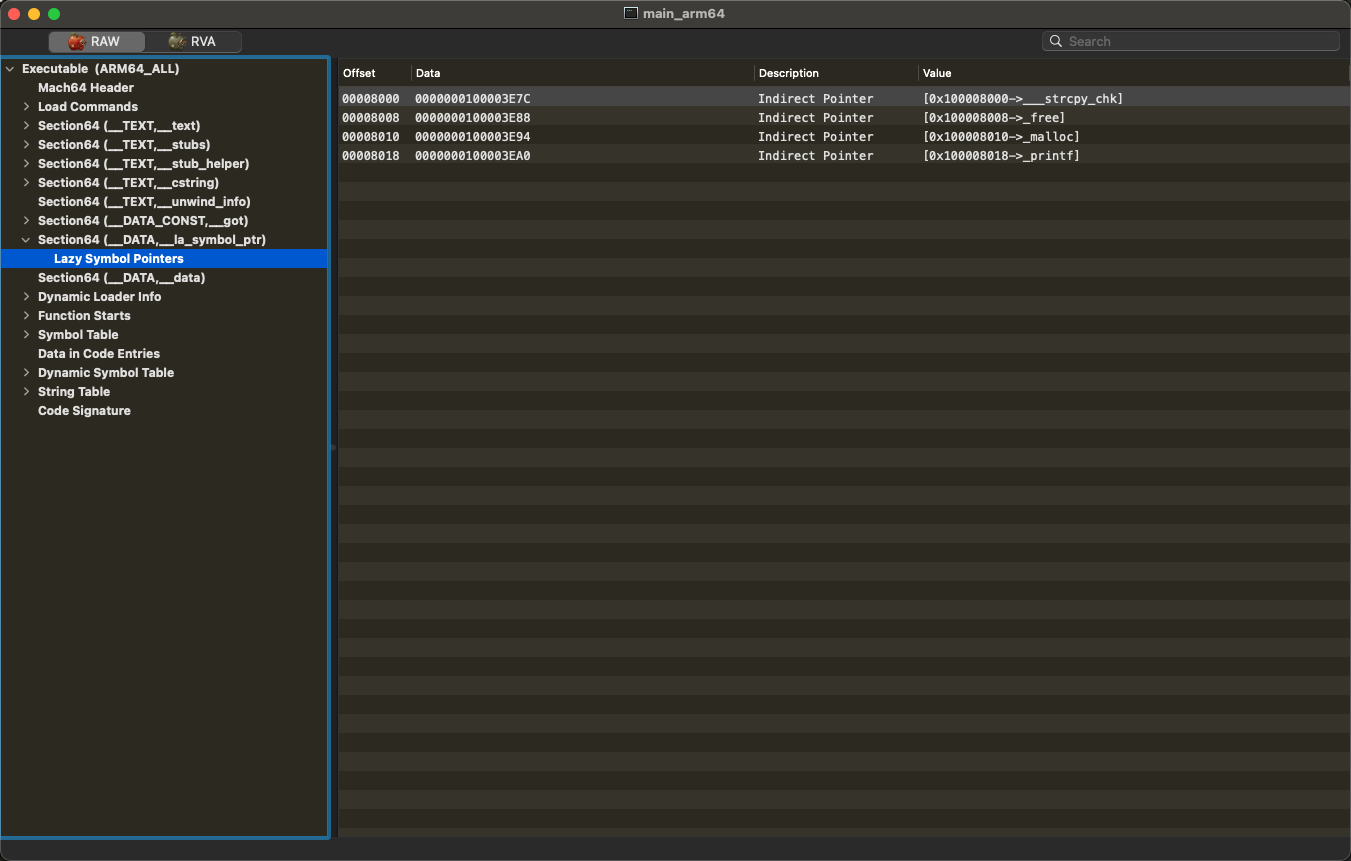 main_arm64
RAW RVA Search
Executable (ARM64_ALL)
Mach64 Header
Load Commands
Section64 (__TEXT,__text)
Section64 (__TEXT,__stubs)
Section64 (__TEXT,__stub_helper)
Section64 (__TEXT,__cstring)
Section64 (__TEXT,__unwind_info)
Section64 (__DATA_CONST,__got)
Section64 (__DATA,__la_symbol_ptr)
Lazy Symbol Pointers
Section64 (__DATA,__data)
Dynamic Loader Info
Function Starts
Symbol Table
Data in Code Entries
Dynamic Symbol Table
String Table
Code Signature
Offset Data Description Value
00008000 0000000100003E7C Indirect Pointer [0x100008000->___strcpy_chk]
00008008 0000000100003E88 Indirect Pointer [0x100008008->_free]
00008010 0000000100003E94 Indirect Pointer [0x100008010->_malloc]
00008018 0000000100003EA0 Indirect Pointer [0x100008018->_printf]